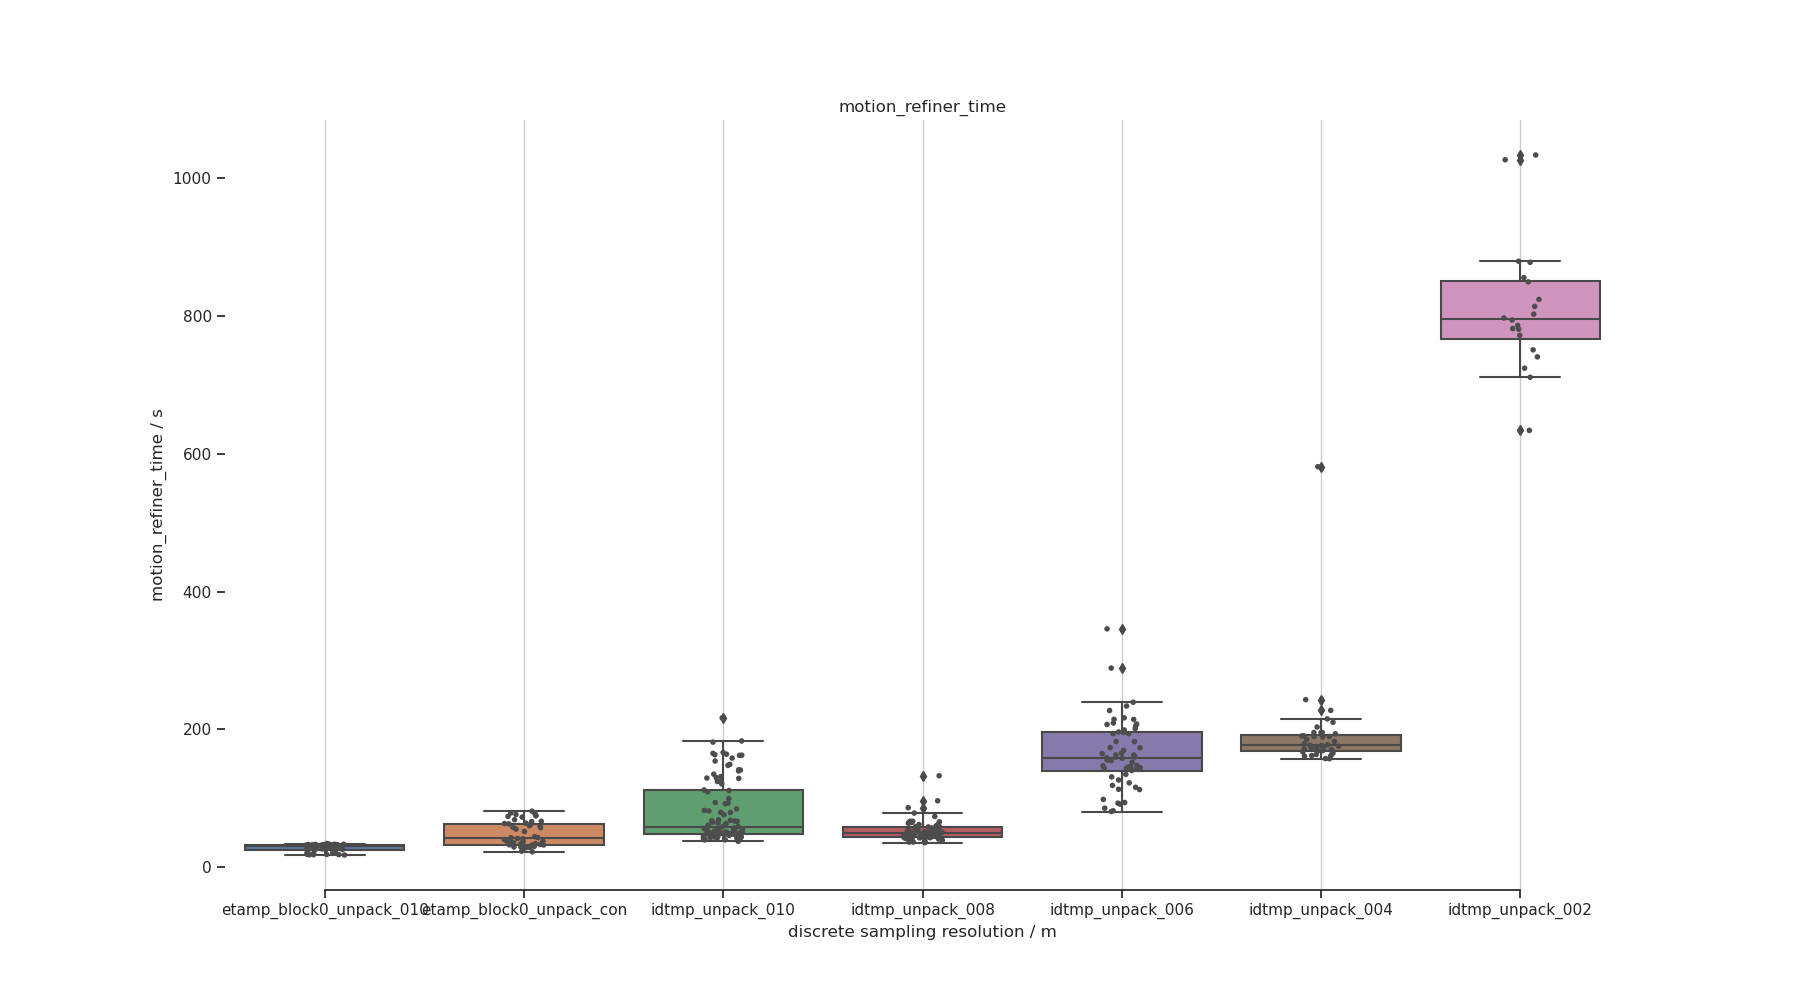 motion_refiner_time
motion_refiner_time / s
1000
800
600
400
200
0
etamp_block0_unpack_010 etamp_block0_unpack_con idtmp_unpack_010 idtmp_unpack_008 idtmp_unpack_006 idtmp_unpack_004 idtmp_unpack_002
discrete sampling resolution / m